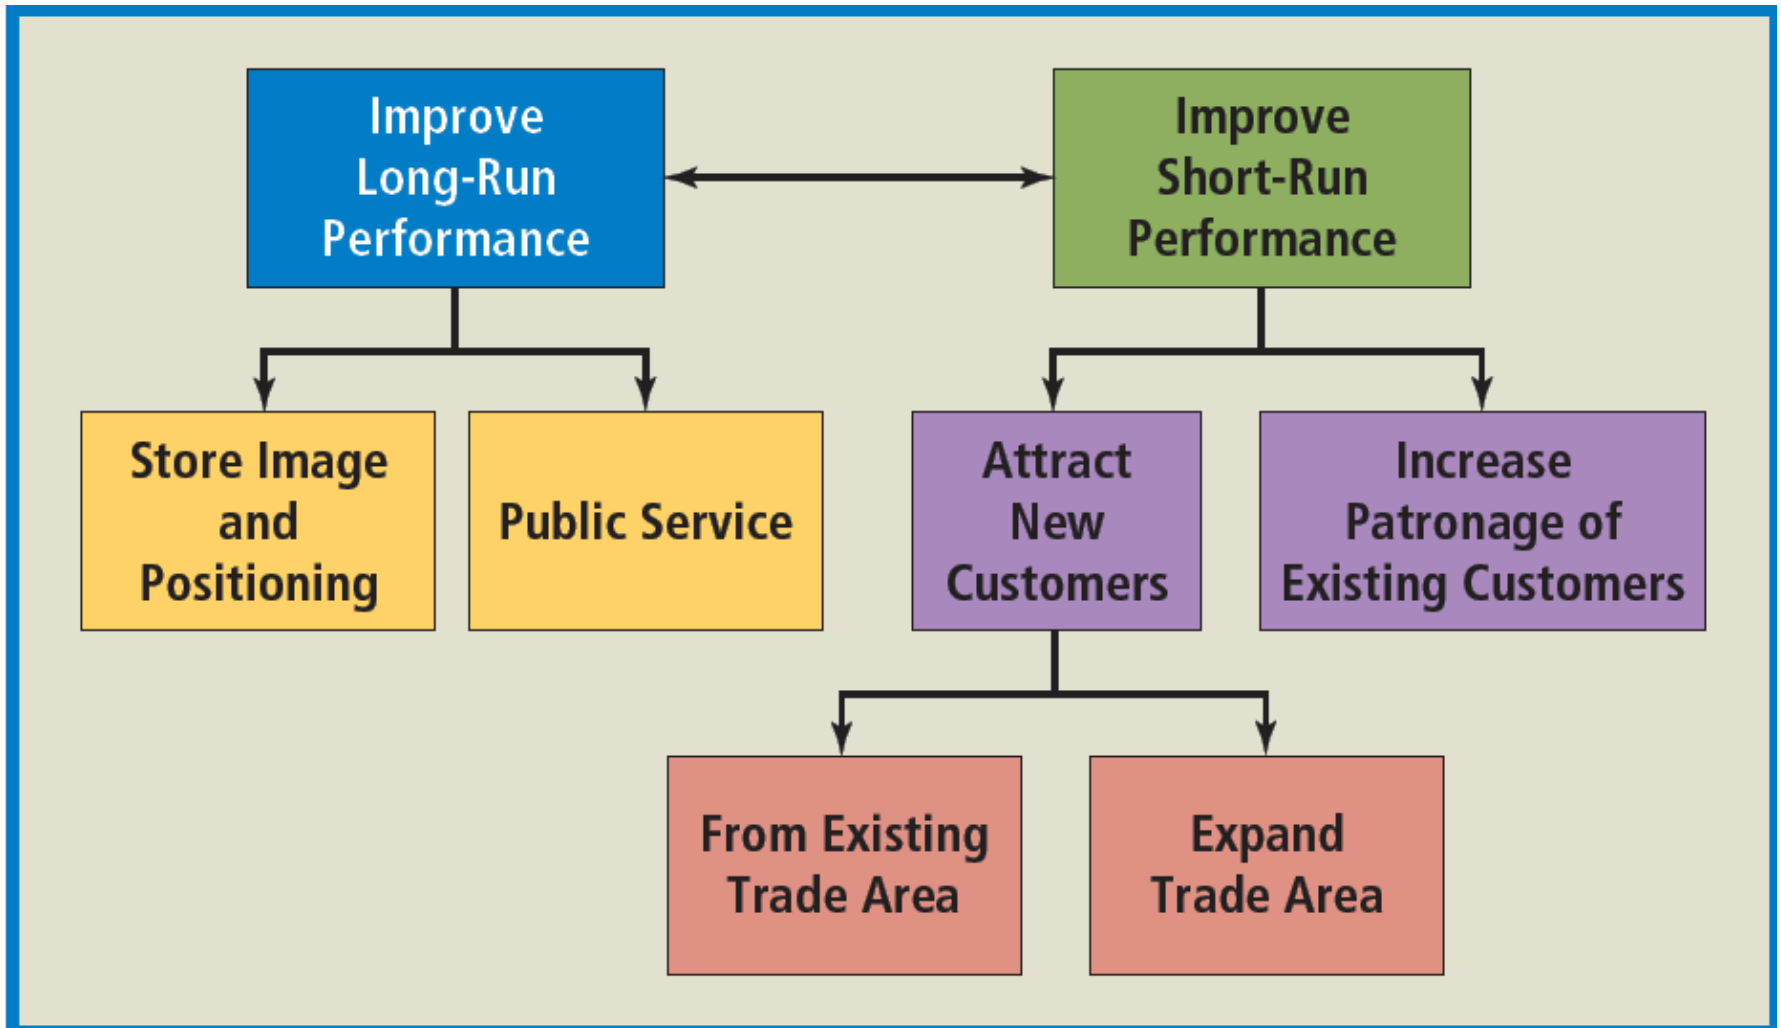 Improve
Long-Run
Performance
Improve
Short-Run
Performance
Store Image
and
Positioning
Public Service
Attract
New
Customers
Increase
Patronage of
Existing Customers
From Existing
Trade Area
Expand
Trade Area